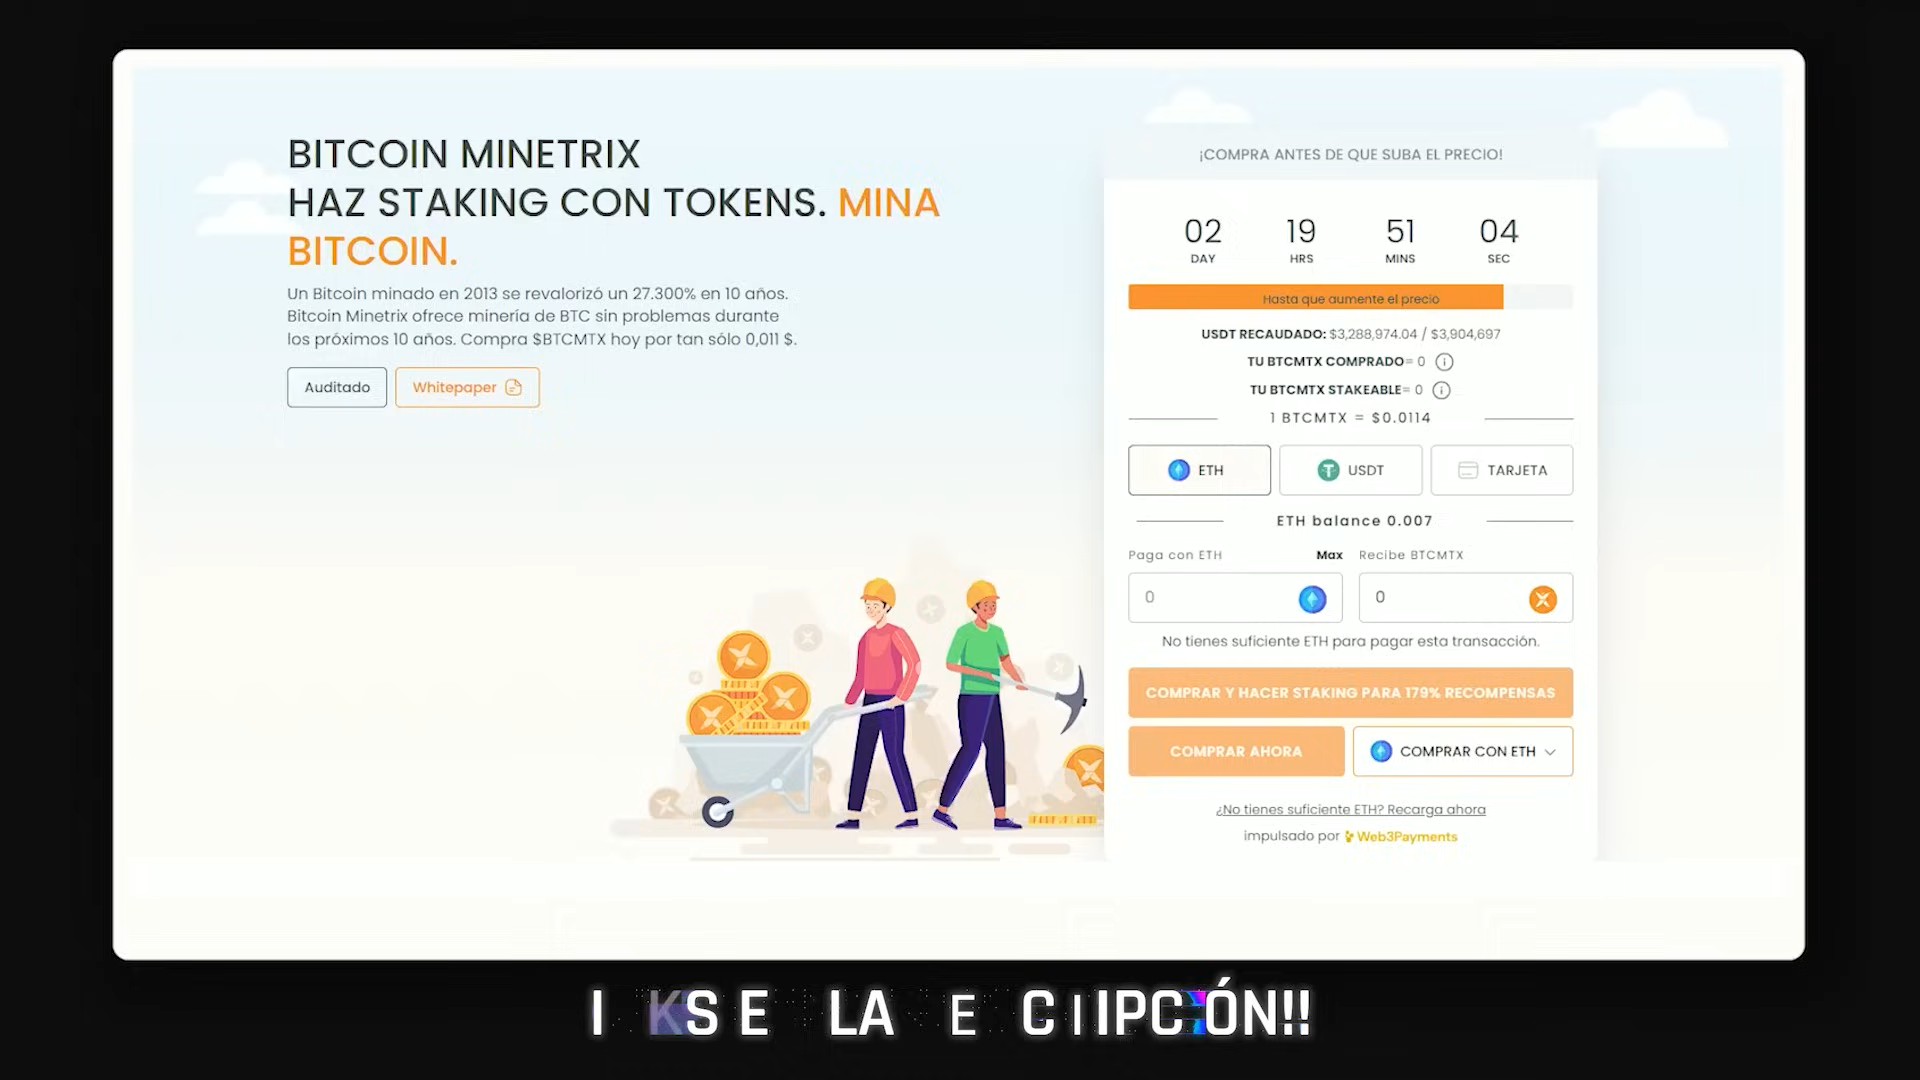 BITCOIN MINETRIX
HAZ STAKING CON TOKENS. MINA
BITCOIN.
Un Bitcoin minado en 2013 se revalorizó un 27.300% en 10 años.
Bitcoin Minetrix ofrece minería de BTC sin problemas durante
los próximos 10 años. Compra $BTCMTX hoy por tan sólo 0,011 $.
Auditado
Whitepaper
¡COMPRA ANTES DE QUE SUBA EL PRECIO!
02 19 51 04
DAY HRS MINS SEC
Hasta que aumente el precio
USDT RECAUDADO: $3,288,974.04 / $3,904,697
TU BTCMTX COMPRADO= 0
TU BTCMTX STAKEABLE= 0
1 BTCMTX = $0.0114
ETH USDT TARJETA
ETH balance 0.007
Paga con ETH Max Recibe BTCMTX
0 0
No tienes suficiente ETH para pagar esta transacción.
COMPRAR Y HACER STAKING PARA 179% RECOMPENSAS
COMPRAR AHORA COMPRAR CON ETH
¿No tienes suficiente ETH? Recarga ahora
impulsado por Web3Payments
LA